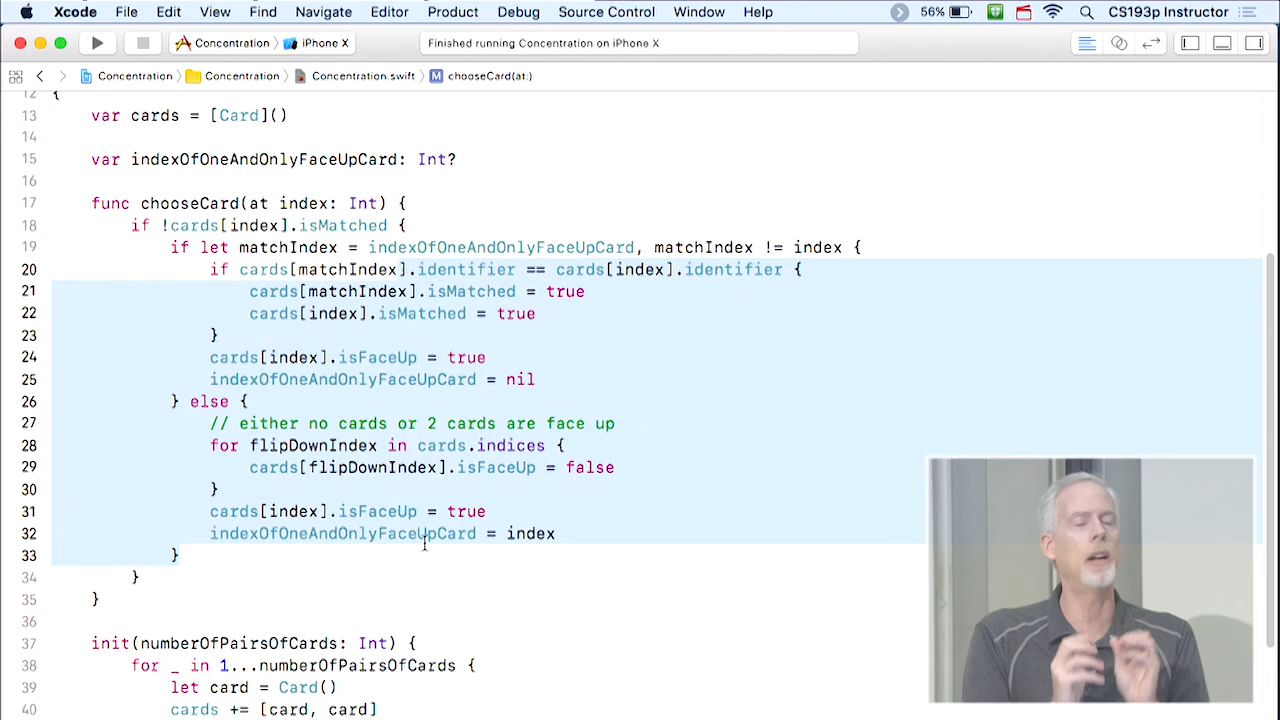 Xcode File Edit View Find Navigate Editor Product Debug Source Control Window Help 56% CS193p Instructor
Concentration iPhone X Finished running Concentration on iPhone X
Concentration Concentration Concentration.swift M chooseCard(at:)
12 {
13 var cards = [Card]()
14
15 var indexOfOneAndOnlyFaceUpCard: Int?
16
17 func chooseCard(at index: Int) {
18 if !cards[index].isMatched {
19 if let matchIndex = indexOfOneAndOnlyFaceUpCard, matchIndex != index {
20 if cards[matchIndex].identifier == cards[index].identifier {
21 cards[matchIndex].isMatched = true
22 cards[index].isMatched = true
23 }
24 cards[index].isFaceUp = true
25 indexOfOneAndOnlyFaceUpCard = nil
26 } else {
27 // either no cards or 2 cards are face up
28 for flipDownIndex in cards.indices {
29 cards[flipDownIndex].isFaceUp = false
30 }
31 cards[index].isFaceUp = true
32 indexOfOneAndOnlyFaceUpCard = index
33 }
34 }
35 }
36
37 init(numberOfPairsOfCards: Int) {
38 for _ in 1...numberOfPairsOfCards {
39 let card = Card()
40 cards += [card, card]